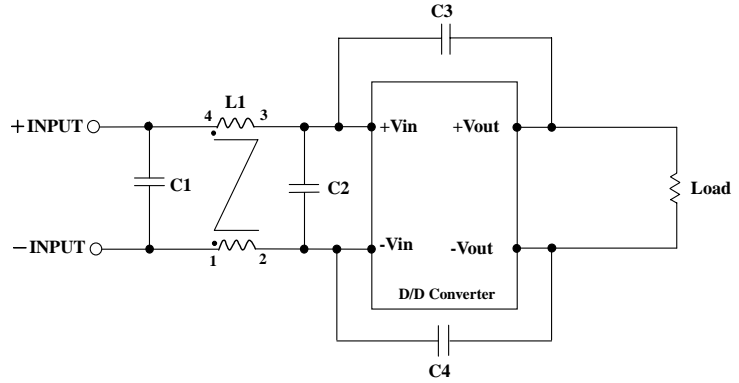 C3
L1
4 3
+INPUT
+Vin
+Vout
C1
C2
Load
−INPUT
-Vin
-Vout
1 2
D/D Converter
C4